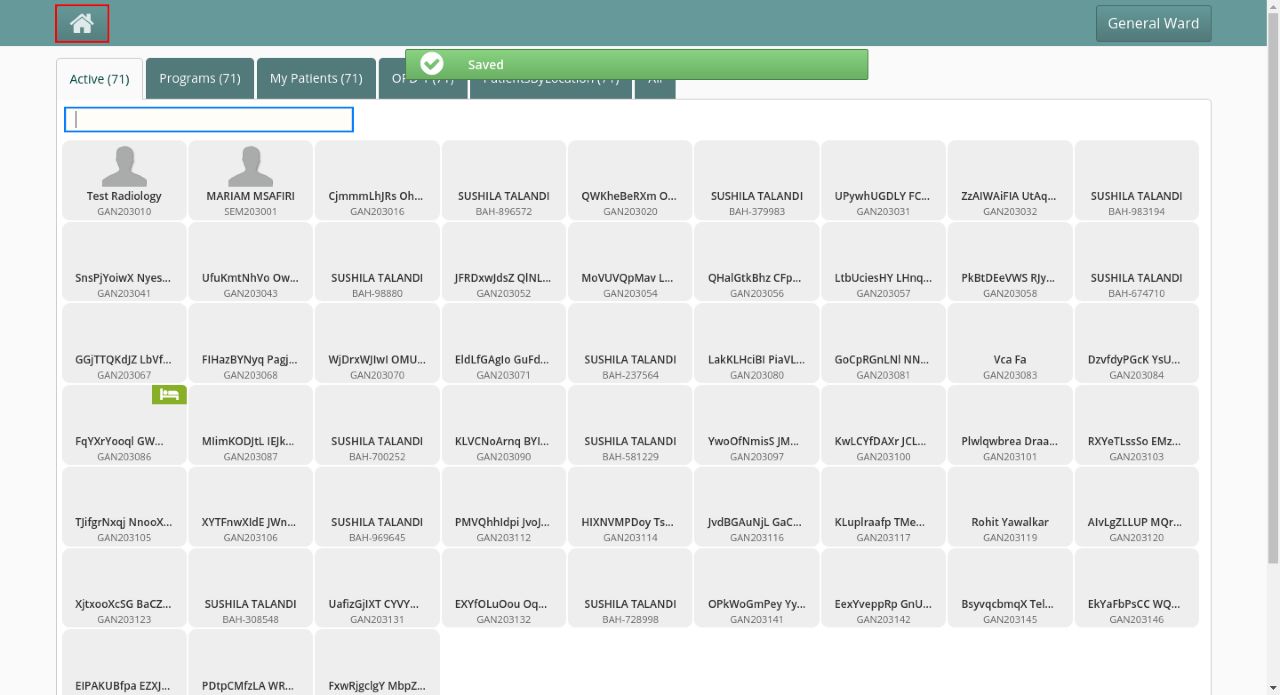 General Ward
Saved
Active (71)
Programs (71)
My Patients (71)
Test Radiology
GAN203010
MARIAM MSAFIRI
SEM203001
CjmmmLhJRs Oh...
GAN203016
SUSHILA TALANDI
BAH-896572
QWKheBeRXm O...
GAN203020
SUSHILA TALANDI
BAH-379983
UPywhUGDLY FC...
GAN203031
ZzAIWAiFIA UtAq...
GAN203032
SUSHILA TALANDI
BAH-983194
SnsPjYoiwX Nyes...
GAN203041
UfuKmtNhVo Ow...
GAN203043
SUSHILA TALANDI
BAH-98880
JFRDxwJdsZ QlNL...
GAN203052
MoVUVQpMav L...
GAN203054
QHalGtkBhz CFp...
GAN203056
LtbUciesHY LHnq...
GAN203057
PkBtDEeVWS RJy...
GAN203058
SUSHILA TALANDI
BAH-674710
GGjTTQKdJZ LbVf...
GAN203067
FIHazBYNyq Pagj...
GAN203068
WjDrxWJIwI OMU...
GAN203070
EldLfGAgIo GuFd...
GAN203071
SUSHILA TALANDI
BAH-237564
LakKLHciBI PiaVL...
GAN203080
GoCpRGnLNl NN...
GAN203081
Vca Fa
GAN203083
DzvfdyPGcK YsU...
GAN203084
FqYXrYooql GW...
GAN203086
MIimKODJtL IEJk...
GAN203087
SUSHILA TALANDI
BAH-700252
KLVCNoArnq BYI...
GAN203090
SUSHILA TALANDI
BAH-581229
YwoOfNmisS JM...
GAN203097
KwLCYfDAXr JCL...
GAN203100
Plwlqwbrea Draa...
GAN203101
RXYeTLssSo EMz...
GAN203103
TJifgrNxqj NnooX...
GAN203105
XYTFnwXIdE JWn...
GAN203106
SUSHILA TALANDI
BAH-969645
PMVQhhIdpi JvoJ...
GAN203112
HIXNVMPDoy Ts...
GAN203114
JvdBGAuNjL GaC...
GAN203116
KLuplraafp TMe...
GAN203117
Rohit Yawalkar
GAN203119
AIvLgZLLUP MQr...
GAN203120
XjtxooXcSG BaCZ...
GAN203123
SUSHILA TALANDI
BAH-308548
UafizGjIXT CYVY...
GAN203131
EXYfOLuOou Oq...
GAN203132
SUSHILA TALANDI
BAH-728998
OPkWoGmPey Yy...
GAN203141
EexYveppRp GnU...
GAN203142
BsyvqcbmqX Tel...
GAN203145
EkYaFbPsCC WQ...
GAN203146
EIPAKUBfpa EZXJ...
PDtpCMfzLA WR...
FxwRjgclgY MbpZ...